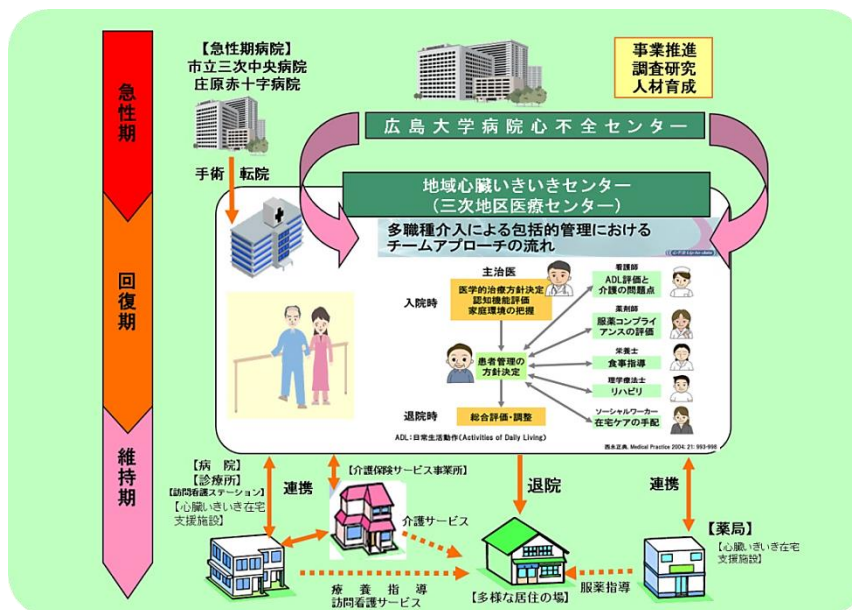 急性期
回復期
維持期
【急性期病院】
市立三次中央病院
庄原赤十字病院
事業推進
調査研究
人材育成
広島大学病院心不全センター
手術 転院
地域心臓いきいきセンター
(三次地区医療センター)
多職種介入による包括的管理における
チームアプローチの流れ
主治医
入院時
医学的治療方針決定
認知機能評価
家庭環境の把握
看護師
ADL評価と
介護の問題点
薬剤師
服薬コンプライ
アンスの評価
患者管理の
方針決定
栄養士
食事指導
理学療法士
リハビリ
退院時
総合評価・調整
ソーシャルワーカー
在宅ケアの手配
ADL:日常生活動作(Activities of Daily Living)
Medical Practice 2004; 21: 993-998
【病 院】
【診療所】
【訪問看護ステーション】
【心臓いきいき在宅
支援施設】
連携
【介護保険サービス事業所】
介護サービス
退院
連携
【薬局】
【心臓いきいき在宅
支援施設】
療養指導
訪問看護サービス
【多様な居住の場】
服薬指導